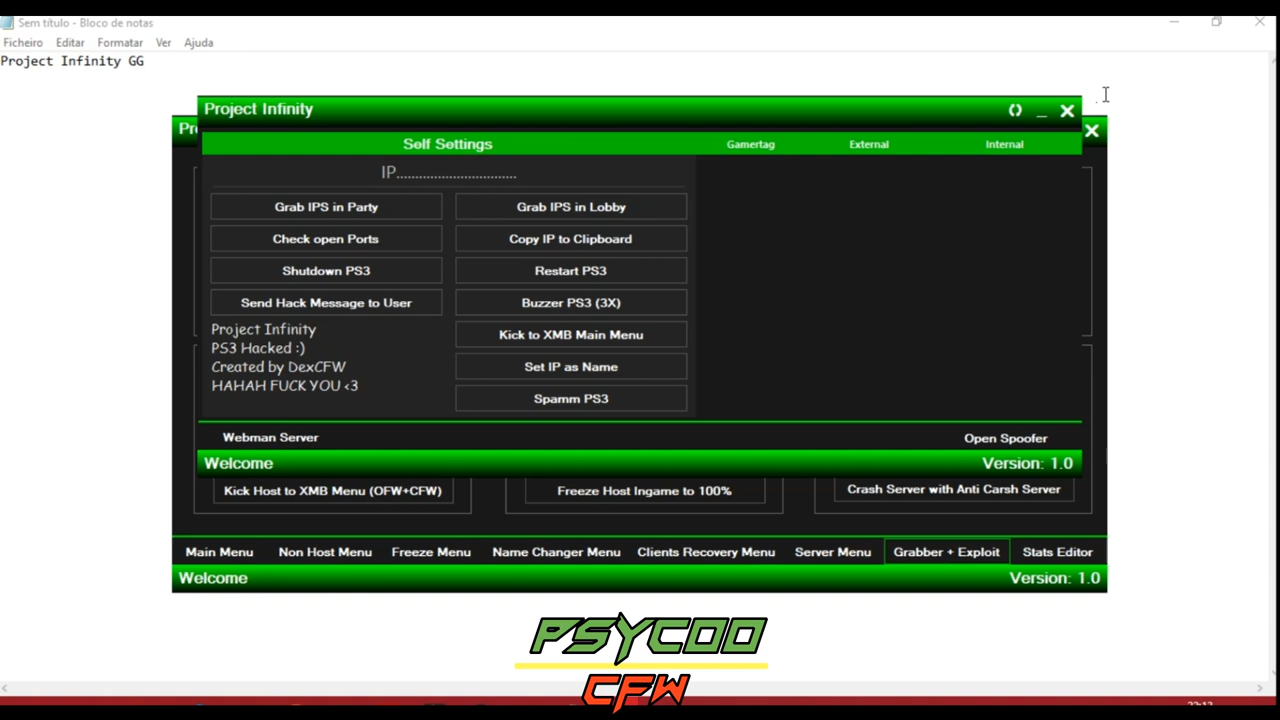 Sem título - Bloco de notas
Ficheiro Editar Formatar Ver Ajuda
Project Infinity GG
Project Infinity
Pr
Self Settings Gamertag External Internal
IP................................
Grab IPS in Party Grab IPS in Lobby
Check open Ports Copy IP to Clipboard
Shutdown PS3 Restart PS3
Send Hack Message to User Buzzer PS3 (3X)
Project Infinity Kick to XMB Main Menu
PS3 Hacked :)
Created by DexCFW Set IP as Name
HAHAH FUCK YOU <3 Spamm PS3
Webman Server Open Spoofer
Welcome Version: 1.0
Kick Host to XMB Menu (OFW+CFW) Freeze Host Ingame to 100% Crash Server with Anti Carsh Server
Main Menu Non Host Menu Freeze Menu Name Changer Menu Clients Recovery Menu Server Menu Grabber + Exploit Stats Editor
Welcome Version: 1.0
PSYCOO
CFW